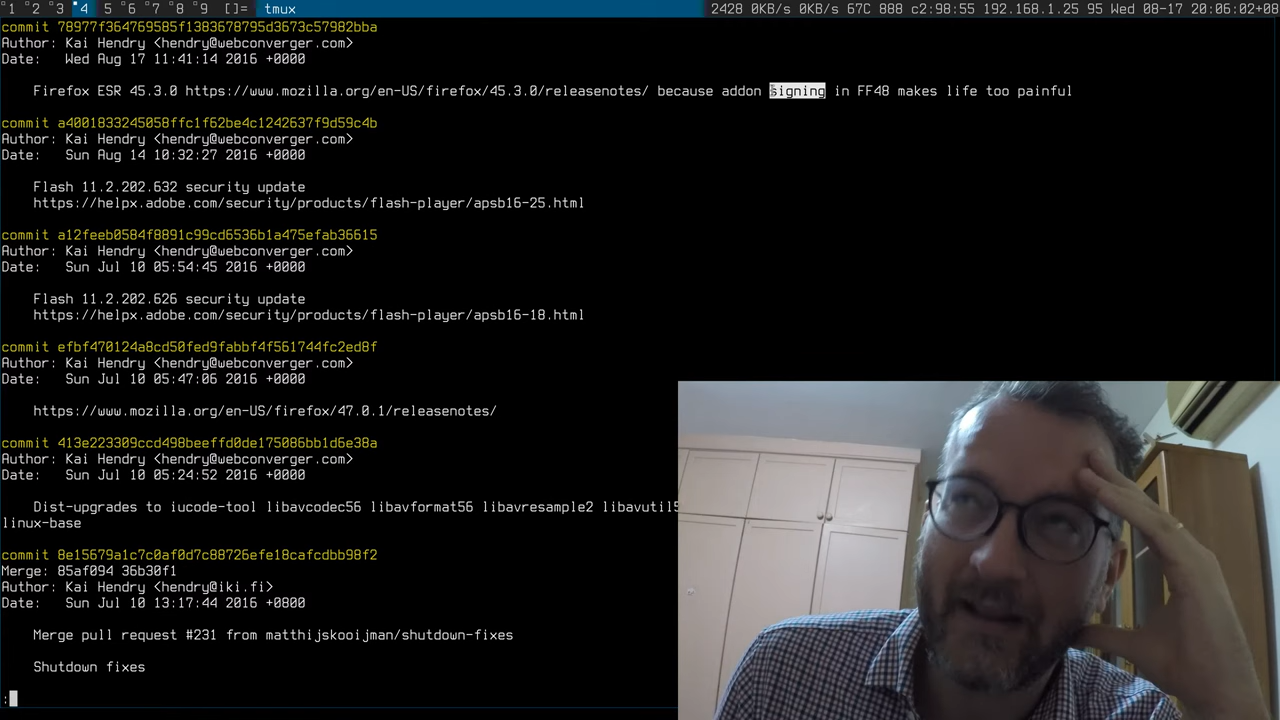 1 2 3 4 5 6 7 8 9 []= tmux 2428 0KB/s 0KB/s 67C 888 c2:98:55 192.168.1.25 95 Wed 08-17 20:06:02+08
commit 78977f364769585f1383678795d3673c57982bba
Author: Kai Hendry <hendry@webconverger.com>
Date:   Wed Aug 17 11:41:14 2016 +0000
Firefox ESR 45.3.0 https://www.mozilla.org/en-US/firefox/45.3.0/releasenotes/ because addon signing in FF48 makes life too painful
commit a4001833245058ffc1f62be4c1242637f9d59c4b
Author: Kai Hendry <hendry@webconverger.com>
Date:   Sun Aug 14 10:32:27 2016 +0000
Flash 11.2.202.632 security update
https://helpx.adobe.com/security/products/flash-player/apsb16-25.html
commit a12feeb0584f8891c99cd6536b1a475efab36615
Author: Kai Hendry <hendry@webconverger.com>
Date:   Sun Jul 10 05:54:45 2016 +0000
Flash 11.2.202.626 security update
https://helpx.adobe.com/security/products/flash-player/apsb16-18.html
commit efbf470124a8cd50fed9fabbf4f561744fc2ed8f
Author: Kai Hendry <hendry@webconverger.com>
Date:   Sun Jul 10 05:47:06 2016 +0000
https://www.mozilla.org/en-US/firefox/47.0.1/releasenotes/
commit 413e223309ccd498beeffd0de175086bb1d6e38a
Author: Kai Hendry <hendry@webconverger.com>
Date:   Sun Jul 10 05:24:52 2016 +0000
Dist-upgrades to iucode-tool libavcodec56 libavformat56 libavresample2 libavutil5
linux-base
commit 8e15679a1c7c0af0d7c88726efe18cafcdbb98f2
Merge: 85af094 36b30f1
Author: Kai Hendry <hendry@iki.fi>
Date:   Sun Jul 10 13:17:44 2016 +0800
Merge pull request #231 from matthijskooijman/shutdown-fixes
Shutdown fixes
: